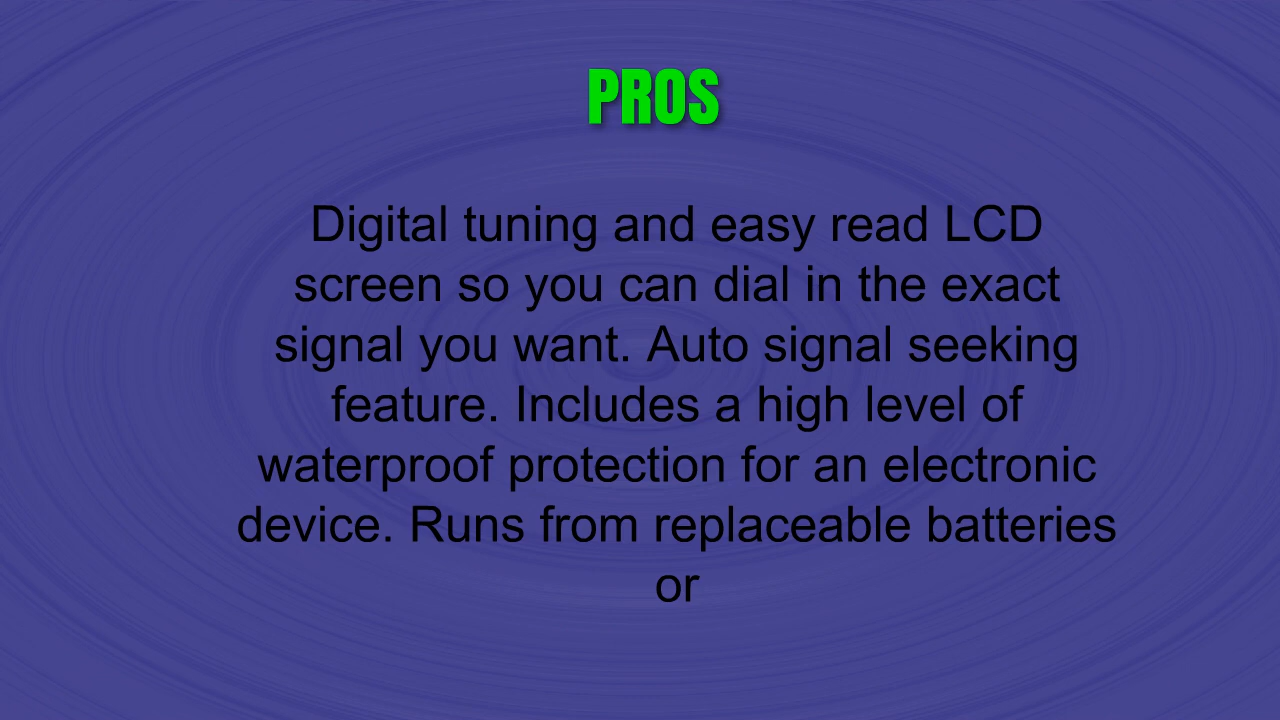 PROS
Digital tuning and easy read LCD
screen so you can dial in the exact
signal you want. Auto signal seeking
feature. Includes a high level of
waterproof protection for an electronic
device. Runs from replaceable batteries
or